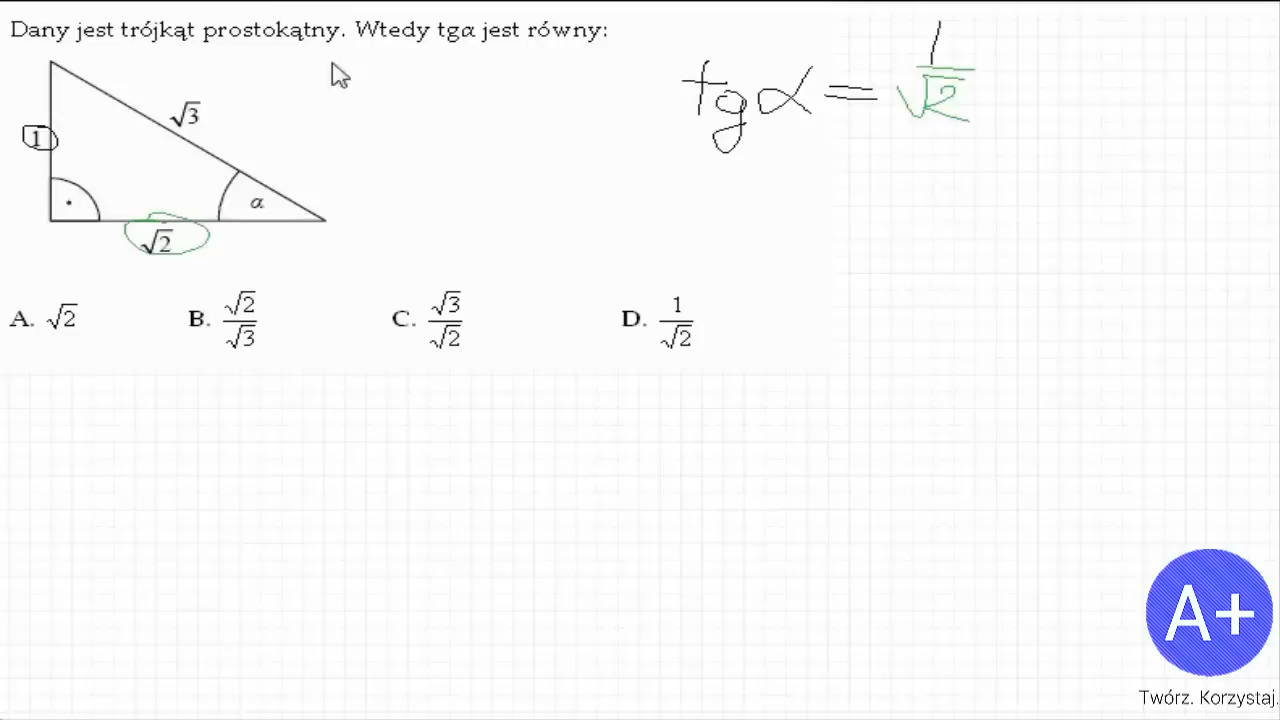 Dany jest trójkąt prostokątny. Wtedy tgα jest równy:
tgα = 1/√2
√3
1
α
√2
A. √2 B. √2/√3 C. √3/√2 D. 1/√2
A+
Twórz. Korzystaj